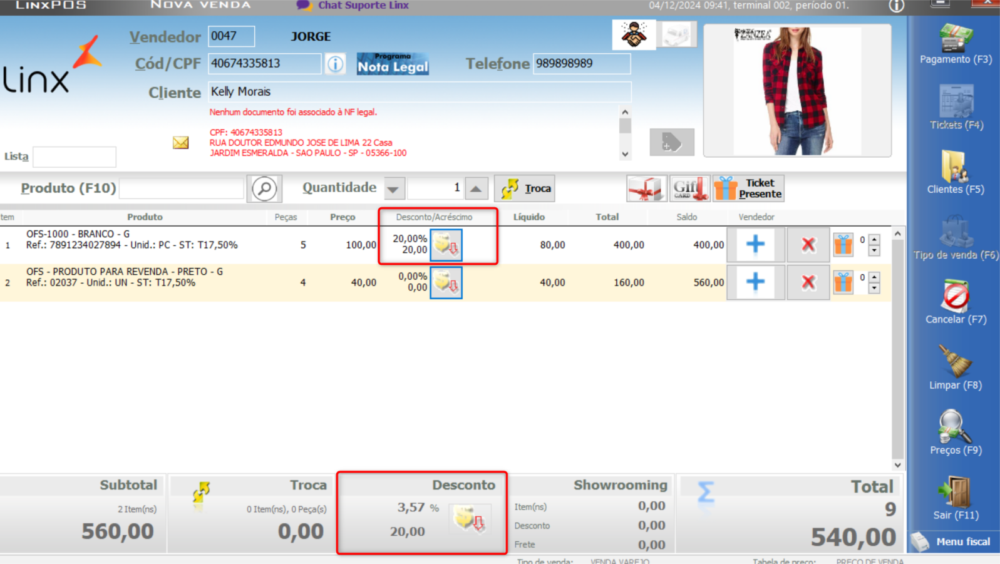 LinxPOS
Nova venda
Chat Suporte Linx
04/12/2024 09:41, terminal 002, período 01.
Linx
Vendedor 0047 JORGE
Cód/CPF 40674335813
Programa
Nota Legal
Telefone 989898989
Cliente Kelly Morais
Nenhum documento foi associado à NF legal.
CPF: 40674335813
RUA DOUTOR EDMUNDO JOSE DE LIMA 22 Casa
JARDIM ESMERALDA - SAO PAULO - SP - 05366-100
Lista
ZANZEA
Produto (F10)
Quantidade 1
Troca
Gift
CARD
Ticket
Presente
tem Produto Peças Preço Desconto/Acréscimo Líquido Total Saldo Vendedor
OFS-1000 - BRANCO - G
1 Ref.: 7891234027894 - Unid.: PC - ST: T17,50% 5 100,00 20,00% 80,00 400,00 400,00 0
20,00
OFS - PRODUTO PARA REVENDA - PRETO - G
2 Ref.: 02037 - Unid.: UN - ST: T17,50% 4 40,00 0,00% 40,00 160,00 560,00 0
0,00
Subtotal
2 Item(ns)
560,00
Troca
0 Item(ns), 0 Peça(s)
0,00
Desconto
3,57 %
20,00
Showrooming
Item(ns) 0,00
Desconto 0,00
Frete 0,00
Total
9
540,00
Tipo de venda: VENDA VAREJO
Tabela de preço: PREÇO DE VENDA
Pagamento (F3)
Tickets (F4)
Clientes (F5)
Tipo de venda (F6)
Cancelar (F7)
Limpar (F8)
Preços (F9)
Sair (F11)
Menu fiscal